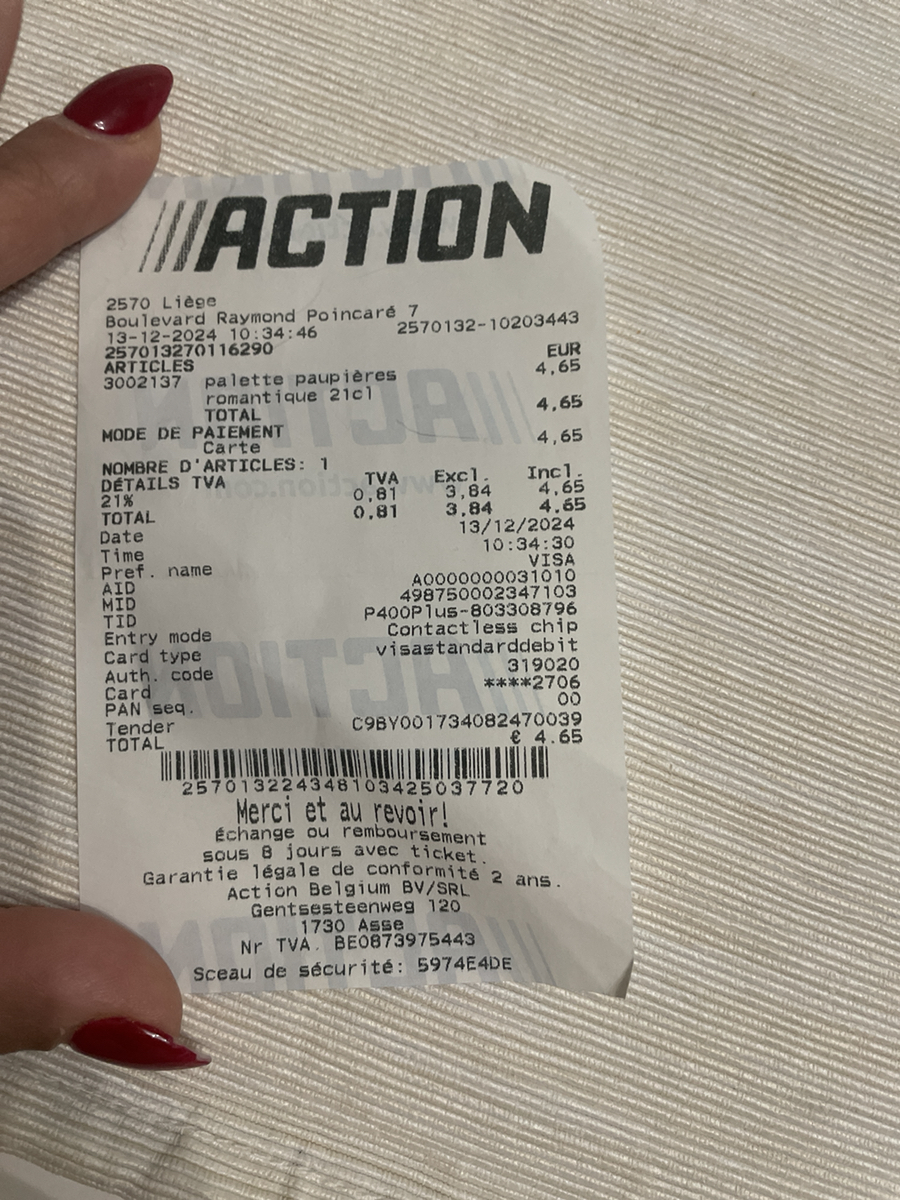 ACTION
2570 Liège
Boulevard Raymond Poincaré 7
13-12-2024 10:34:46 2570132-10203443
257013270116290 EUR
ARTICLES 4,65
3002137 palette paupières
romantique 21cl
TOTAL 4,65
MODE DE PAIEMENT
Carte 4,65
NOMBRE D'ARTICLES: 1
DÉTAILS TVA TVA Excl. Incl.
21% 0,81 3,84 4,65
TOTAL 0,81 3,84 4,65
Date 13/12/2024
Time 10:34:30
Pref. name VISA
AID A0000000031010
MID 498750002347103
TID P400Plus-803308796
Entry mode Contactless chip
Card type visastandarddebit
Auth. code 319020
Card ****2706
PAN seq. 00
Tender C9BY001734082470039
TOTAL € 4.65
257013224348103425037720
Merci et au revoir!
Échange ou remboursement
sous 8 jours avec ticket.
Garantie légale de conformité 2 ans.
Action Belgium BV/SRL
Gentsesteenweg 120
1730 Asse
Nr TVA. BE0873975443
Sceau de sécurité: 5974E4DE